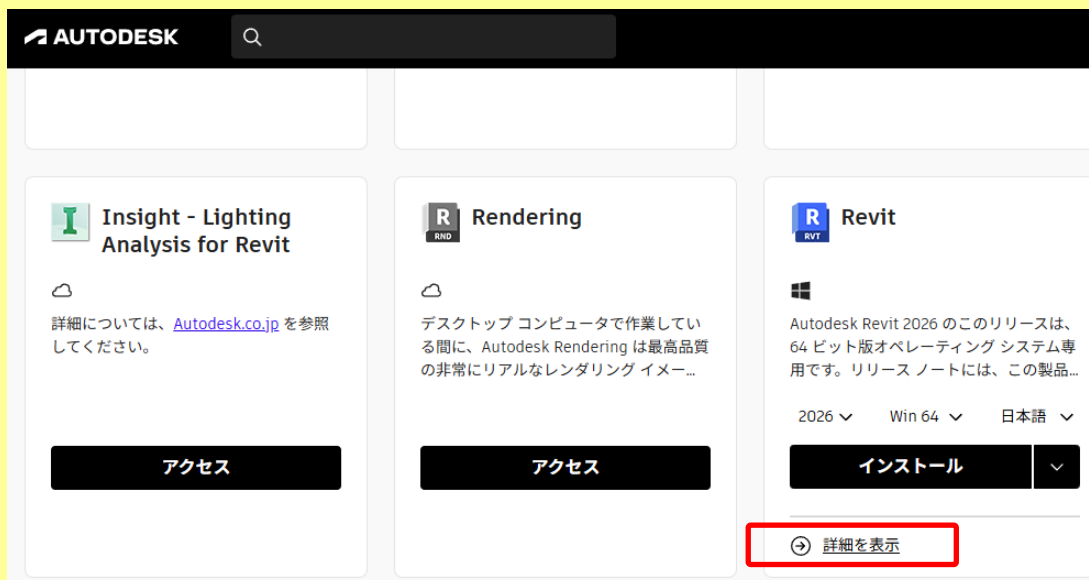 AUTODESK
Insight - Lighting
Analysis for Revit
詳細については、Autodesk.co.jp を参照
してください。
アクセス
R
RND
Rendering
デスクトップ コンピュータで作業してい
る間に、Autodesk Rendering は最高品質
の非常にリアルなレンダリング イメー...
アクセス
R
RVT
Revit
Autodesk Revit 2026 のこのリリースは、
64 ビット版オペレーティング システム専
用です。リリース ノートには、この製品...
2026 Win 64 日本語
インストール
詳細を表示